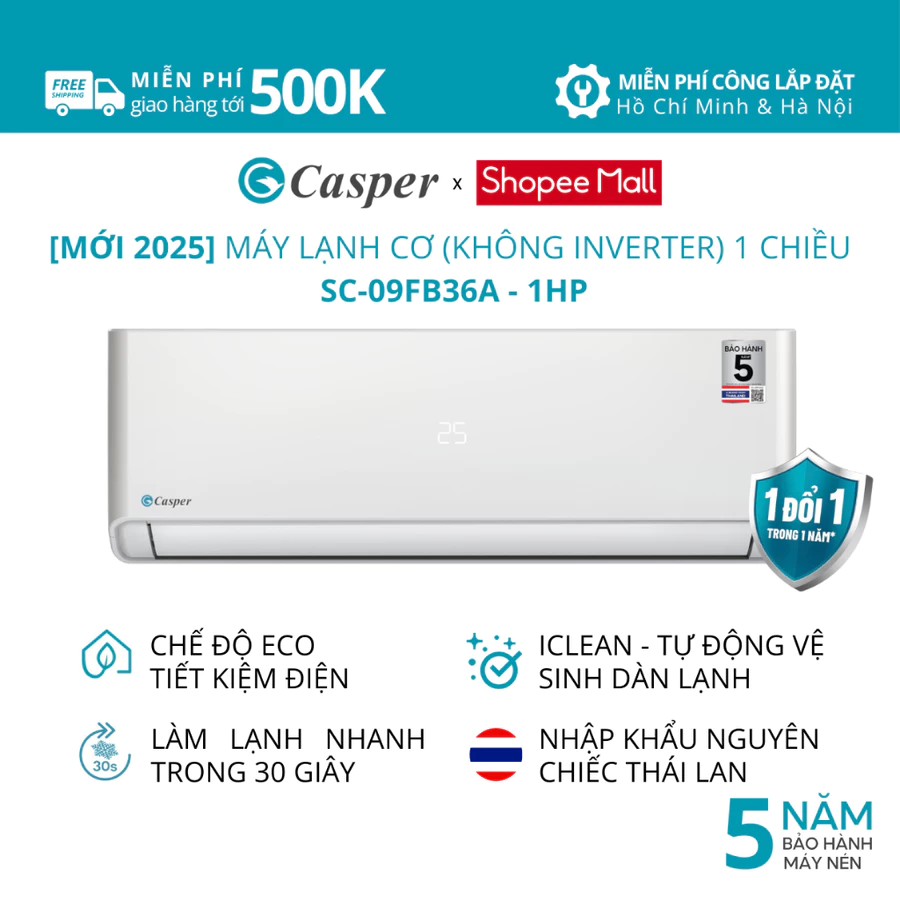 FREE
SHIPPING
MIỄN PHÍ
giao hàng tới
500K
MIỄN PHÍ CÔNG LẮP ĐẶT
Hồ Chí Minh & Hà Nội
Casper x Shopee Mall
[MỚI 2025] MÁY LẠNH CƠ (KHÔNG INVERTER) 1 CHIỀU
SC-09FB36A - 1HP
BẢO HÀNH
5
THAILAND
25
Casper
1 ĐỔI 1
TRONG 1 NĂM*
CHẾ ĐỘ ECO
TIẾT KIỆM ĐIỆN
ICLEAN - TỰ ĐỘNG VỆ
SINH DÀN LẠNH
30s
LÀM LẠNH NHANH
TRONG 30 GIÂY
NHẬP KHẨU NGUYÊN
CHIẾC THÁI LAN
5 NĂM
BẢO HÀNH
MÁY NÉN